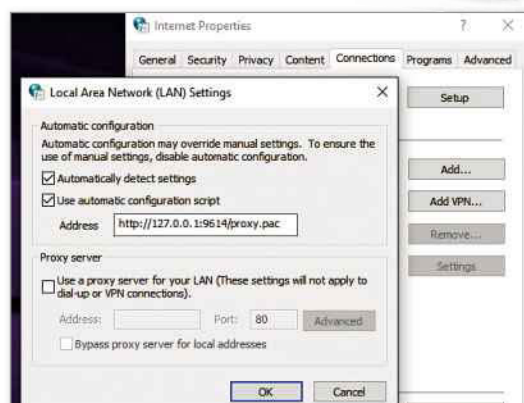 Internet Properties
General Security Privacy Content Connections Programs Advanced
Local Area Network (LAN) Settings
Setup
Automatic configuration
Automatic configuration may override manual settings. To ensure the
use of manual settings, disable automatic configuration.
Automatically detect settings
Add...
Use automatic configuration script
Add VPN...
Address http://127.0.0.1:9614/proxy.pac
Remove...
Proxy server
Settings
Use a proxy server for your LAN (These settings will not apply to
dial-up or VPN connections).
Address: Port: 80 Advanced
Bypass proxy server for local addresses
OK Cancel